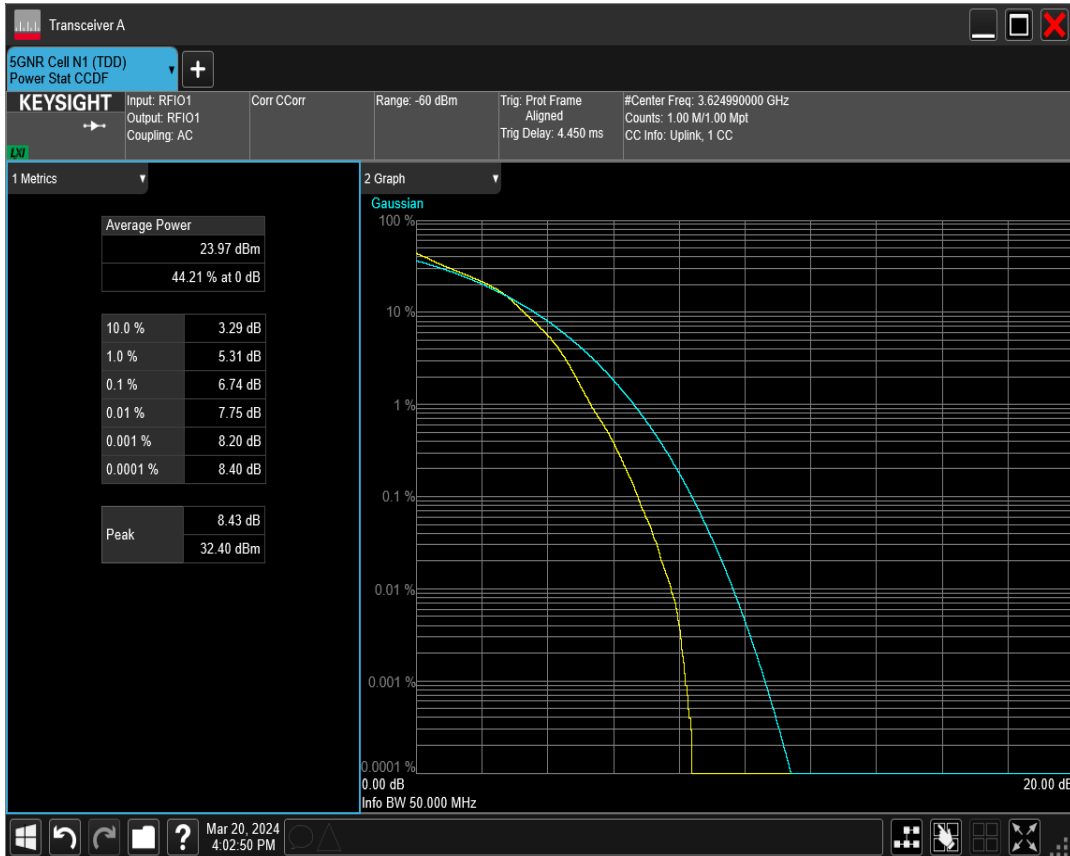 Transceiver A
5GNR Cell N1 (TDD)
Power Stat CCDF
+
KEYSIGHT
LXI
Input: RFIO1
Output: RFIO1
Coupling: AC
Corr CCorr
Range: -60 dBm
Trig: Prot Frame
Aligned
Trig Delay: 4.450 ms
#Center Freq: 3.624990000 GHz
Counts: 1.00 M/1.00 Mpt
CC Info: Uplink, 1 CC
1 Metrics
Average Power
23.97 dBm
44.21 % at 0 dB
10.0 % 3.29 dB
1.0 % 5.31 dB
0.1 % 6.74 dB
0.01 % 7.75 dB
0.001 % 8.20 dB
0.0001 % 8.40 dB
Peak
8.43 dB
32.40 dBm
2 Graph
Gaussian
100 %
10 %
1 %
0.1 %
0.01 %
0.001 %
0.0001 %
0.00 dB 20.00 dB
Info BW 50.000 MHz
?
Mar 20, 2024
4:02:50 PM